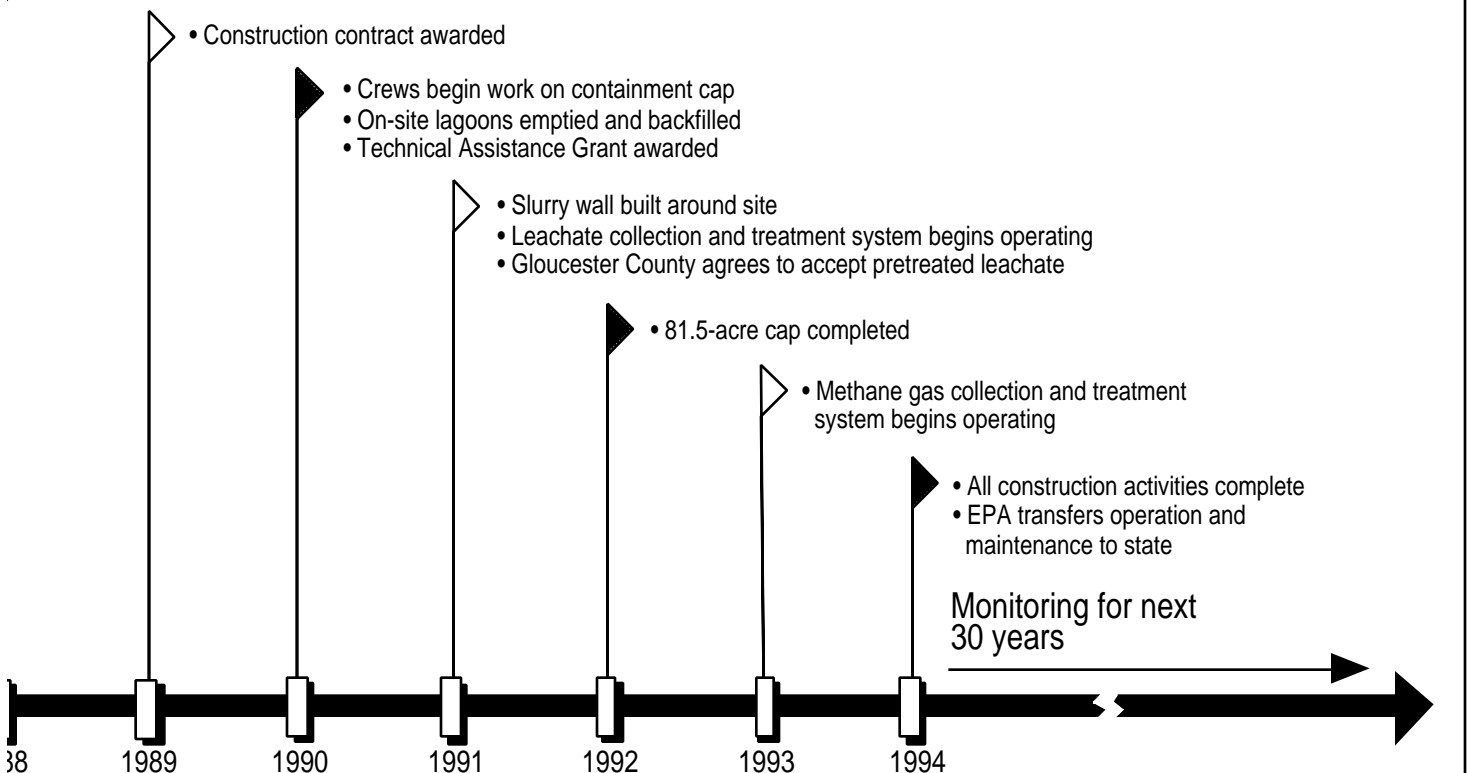 • Construction contract awarded
• Crews begin work on containment cap
• On-site lagoons emptied and backfilled
• Technical Assistance Grant awarded
• Slurry wall built around site
• Leachate collection and treatment system begins operating
• Gloucester County agrees to accept pretreated leachate
• 81.5-acre cap completed
• Methane gas collection and treatment
system begins operating
• All construction activities complete
• EPA transfers operation and
maintenance to state
Monitoring for next
30 years
1989 1990 1991 1992 1993 1994